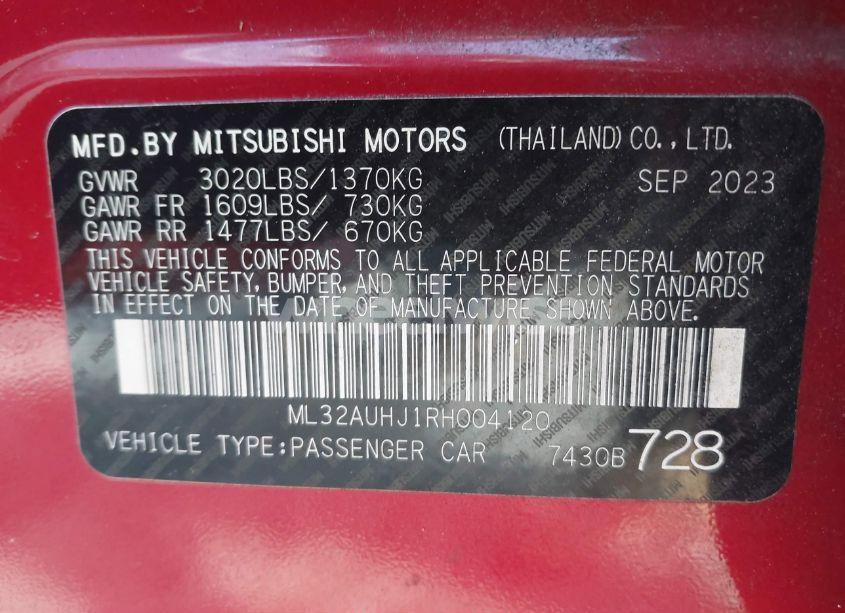 MFD.BY MITSUBISHI MOTORS (THAILAND)CO.,LTD.
GVWR 3020LBS/1370KG SEP 2023
GAWR FR 1609LBS/ 730KG
GAWR RR 1477LBS/ 670KG
THIS VEHICLE CONFORMS TO ALL APPLICABLE FEDERAL MOTOR
VEHICLE SAFETY, BUMPER, AND THEFT PREVENTION STANDARDS
IN EFFECT ON THE DATE OF MANUFACTURE SHOWN ABOVE.
ML32AUHJ1RH004120
VEHICLE TYPE:PASSENGER CAR 7430B 728